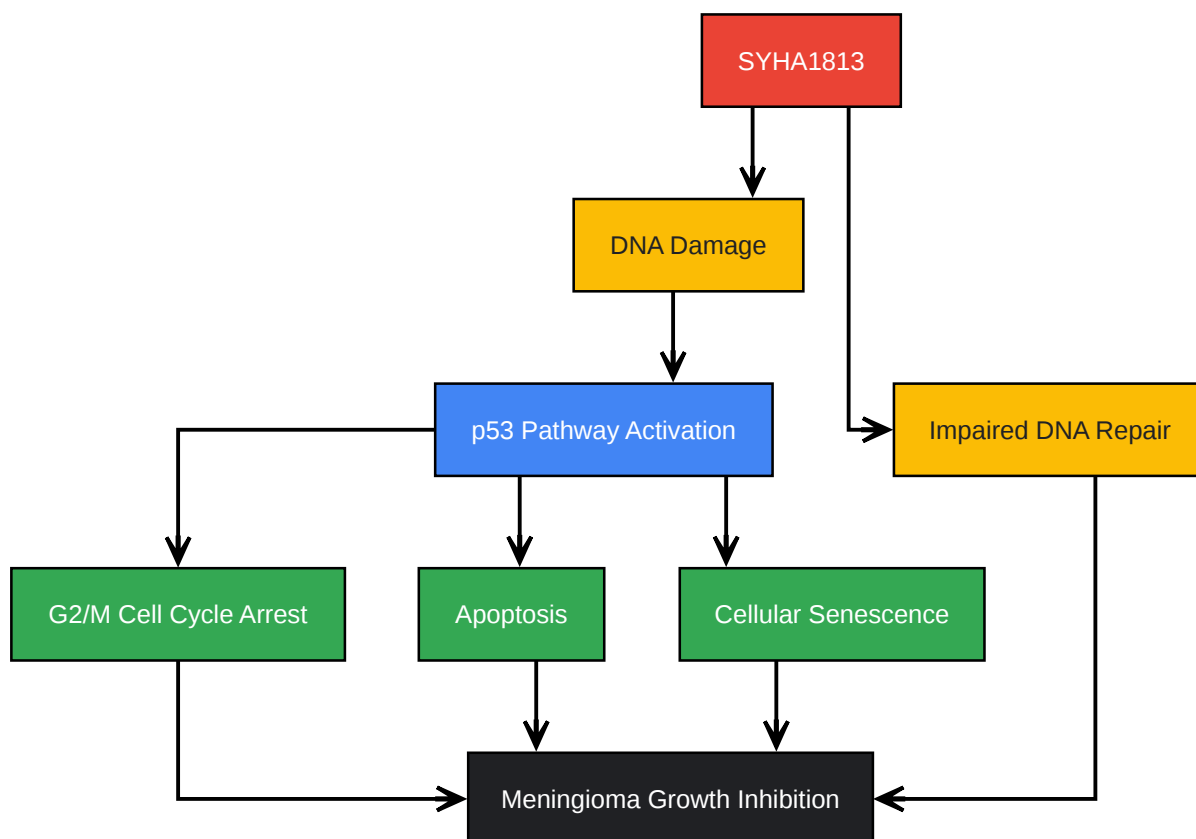 SYHA1813
DNA Damage
p53 Pathway Activation
Impaired DNA Repair
G2/M Cell Cycle Arrest
Apoptosis
Cellular Senescence
Meningioma Growth Inhibition